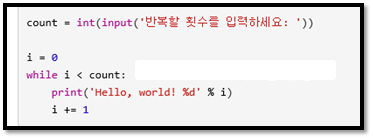 count = int(input('반복할 횟수를 입력하세요: '))

i = 0
while i < count:
    print('Hello, world! %d' % i)
    i += 1